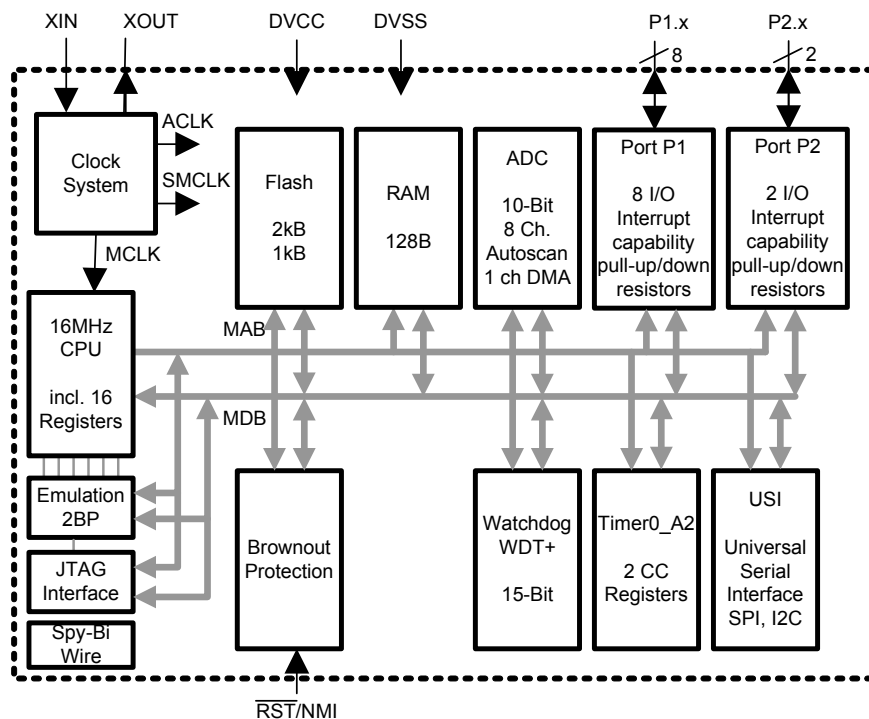 XIN
XOUT
DVCC
DVSS
P1.x
P2.x
8
2
ACLK
Clock
System
SMCLK
MCLK
Flash
2kB
1kB
RAM
128B
ADC
10-Bit
8 Ch.
Autoscan
1 ch DMA
Port P1
8 I/O
Interrupt
capability
pull-up/down
resistors
Port P2
2 I/O
Interrupt
capability
pull-up/down
resistors
16MHz
CPU
incl. 16
Registers
MAB
MDB
Emulation
2BP
JTAG
Interface
Spy-Bi
Wire
Brownout
Protection
Watchdog
WDT+
15-Bit
Timer0_A2
2 CC
Registers
USI
Universal
Serial
Interface
SPI, I2C
RST/NMI